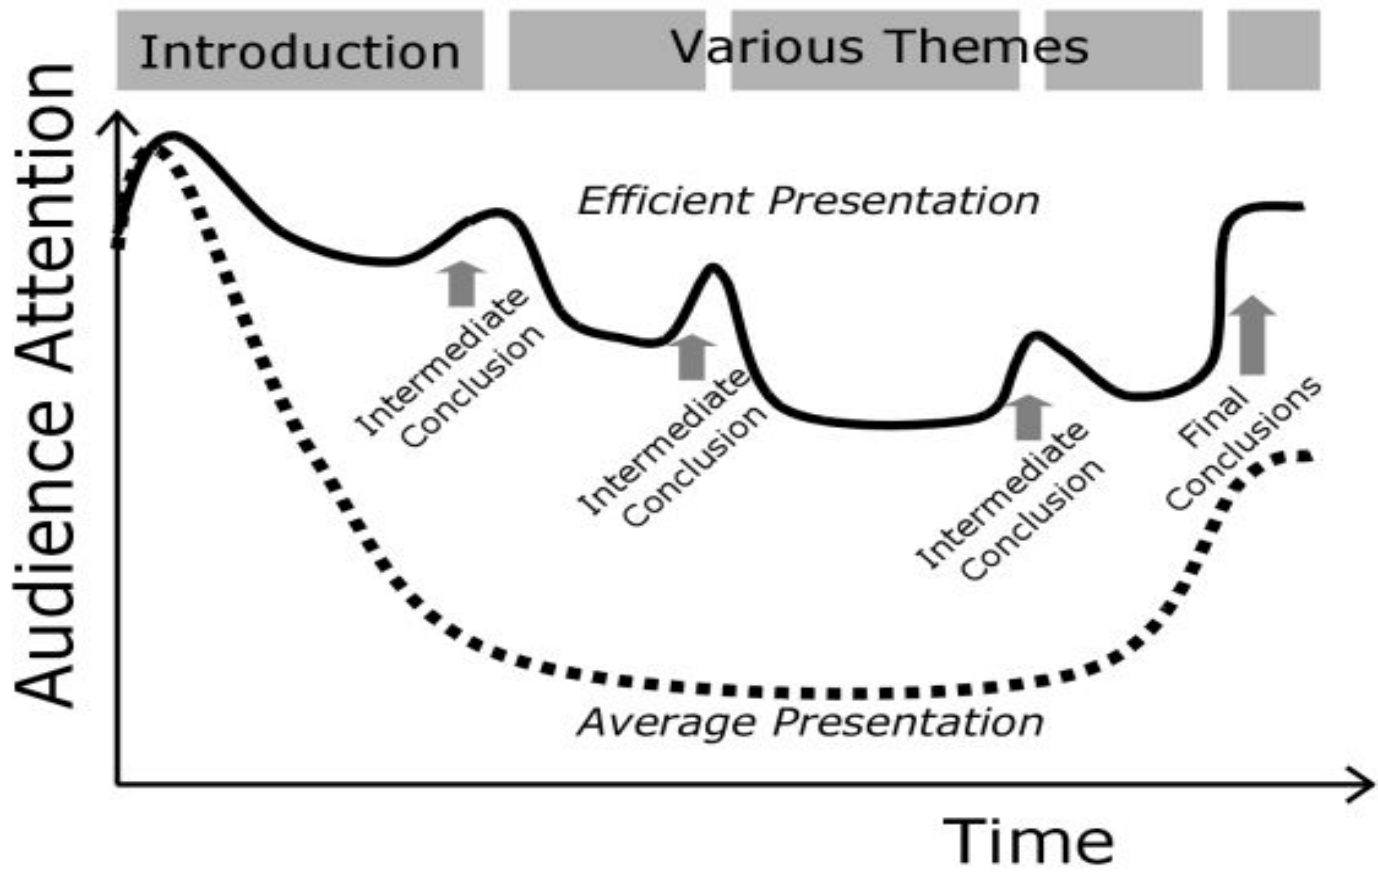 Introduction
Various Themes
Audience Attention
Efficient Presentation
Intermediate
Conclusion
Intermediate
Conclusion
Intermediate
Conclusion
Final
Conclusions
Average Presentation
Time